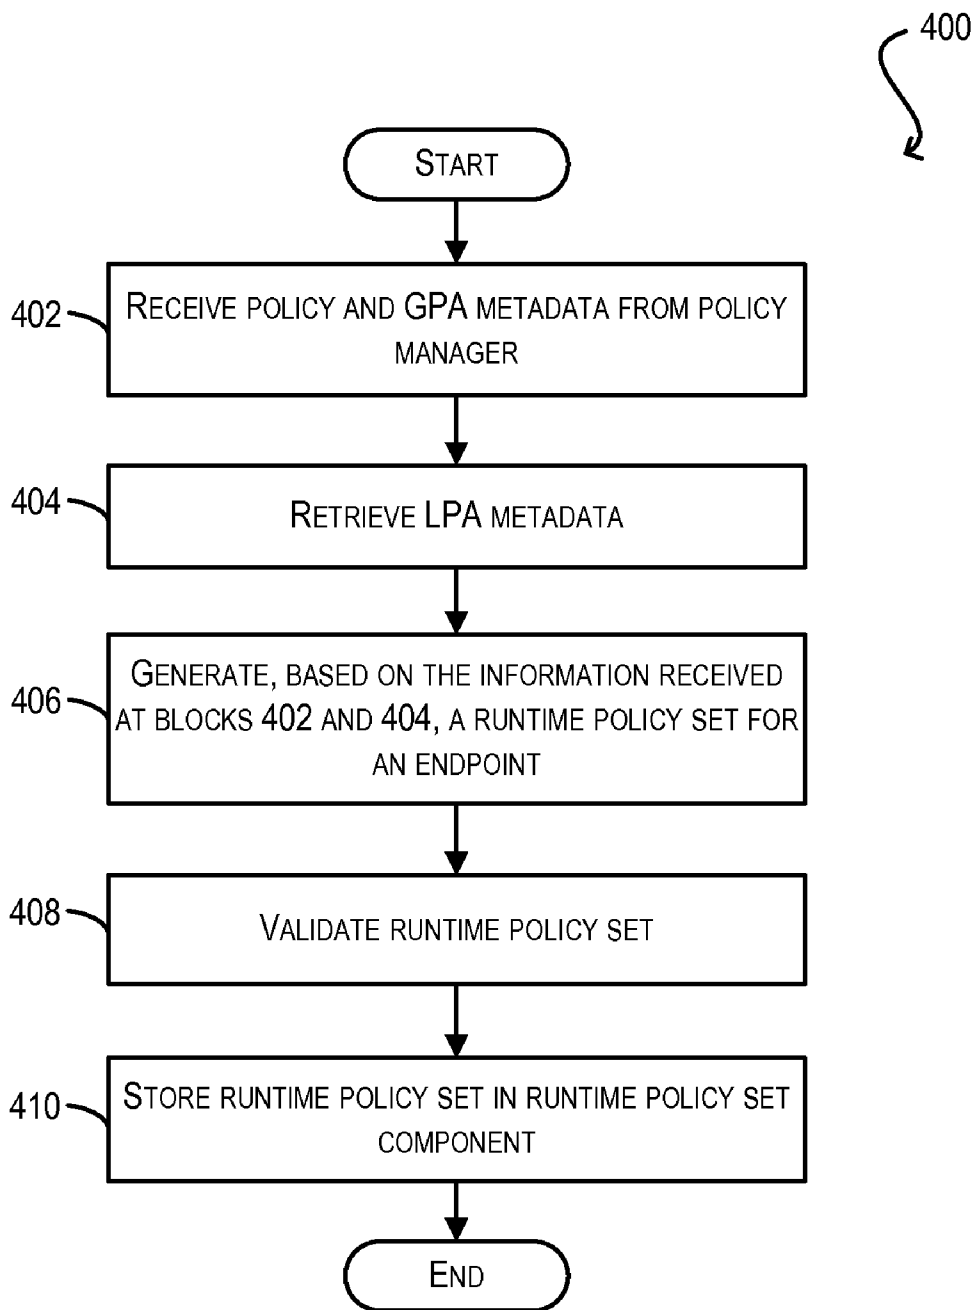 400
START
402
RECEIVE POLICY AND GPA METADATA FROM POLICY
MANAGER
404
RETRIEVE LPA METADATA
406
GENERATE, BASED ON THE INFORMATION RECEIVED
AT BLOCKS 402 AND 404, A RUNTIME POLICY SET FOR
AN ENDPOINT
408
VALIDATE RUNTIME POLICY SET
410
STORE RUNTIME POLICY SET IN RUNTIME POLICY SET
COMPONENT
END